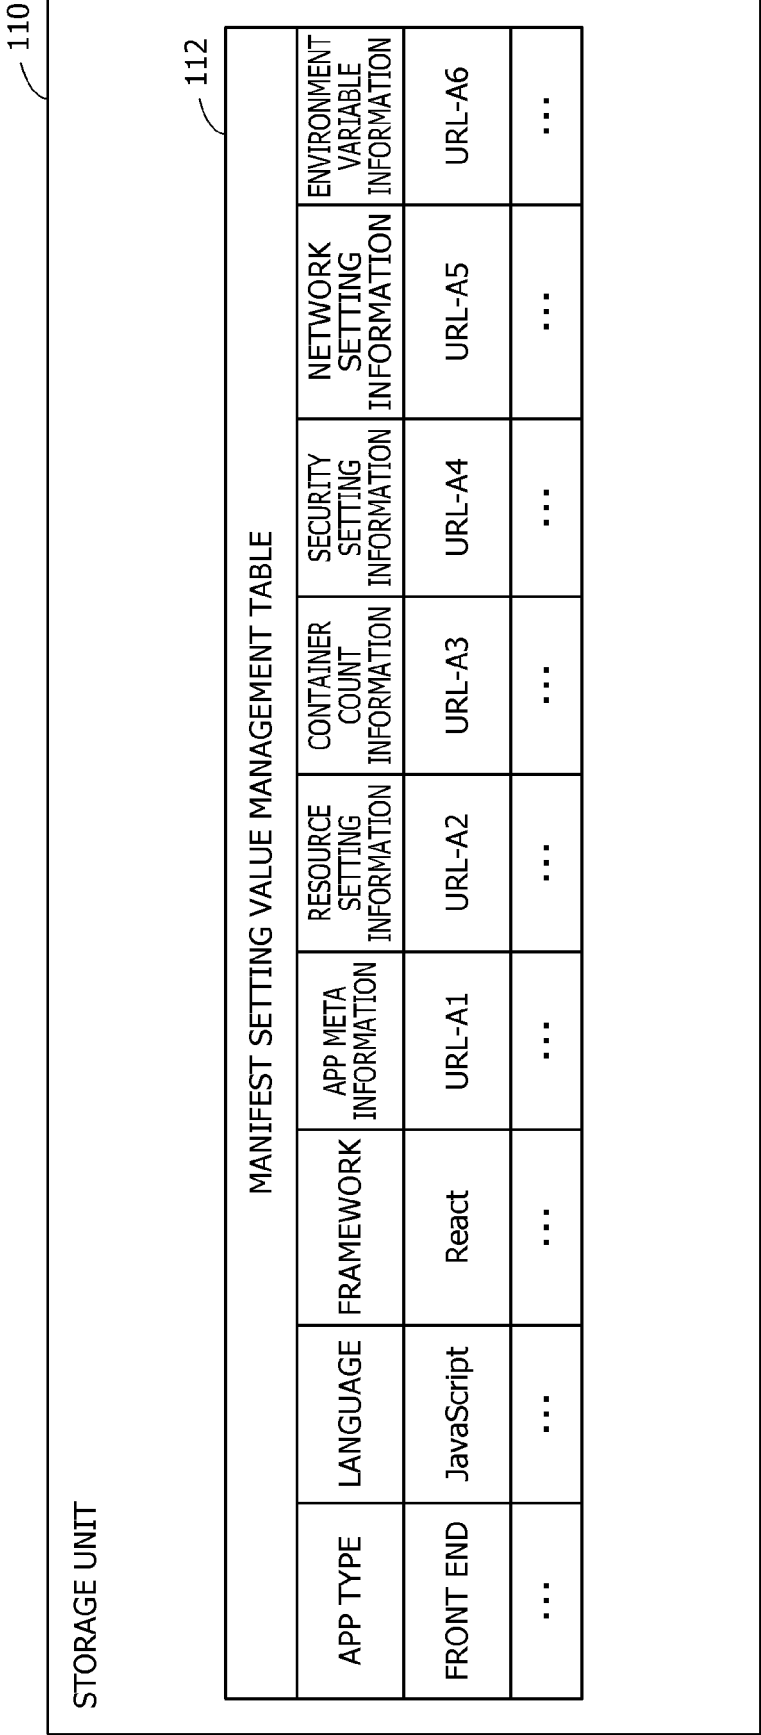 110
STORAGE UNIT
112
MANIFEST SETTING VALUE MANAGEMENT TABLE
APP TYPE
LANGUAGE
FRAMEWORK
APP META
INFORMATION
RESOURCE
SETTING
INFORMATION
CONTAINER
COUNT
INFORMATION
SECURITY
SETTING
INFORMATION
NETWORK
SETTING
INFORMATION
ENVIRONMENT
VARIABLE
INFORMATION
FRONT END
JavaScript
React
URL-A1
URL-A2
URL-A3
URL-A4
URL-A5
URL-A6
...
...
...
...
...
...
...
...
...